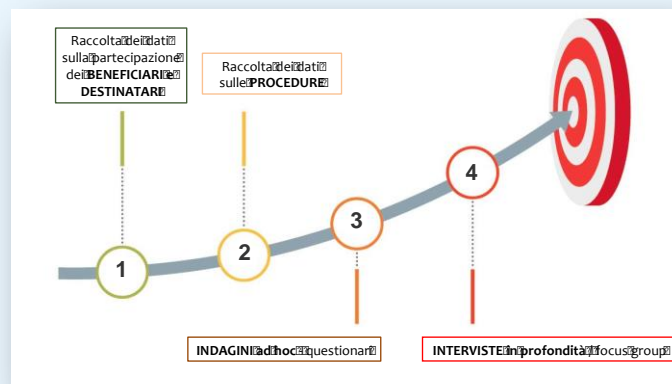 Raccolta dei dati
sulla partecipazione
dei BENEFICIARI e
DESTINATARI
Raccolta dei dati
sulle PROCEDURE
1
2
3
4
INDAGINI ad hoc questionari
INTERVISTE in profondità / focus group